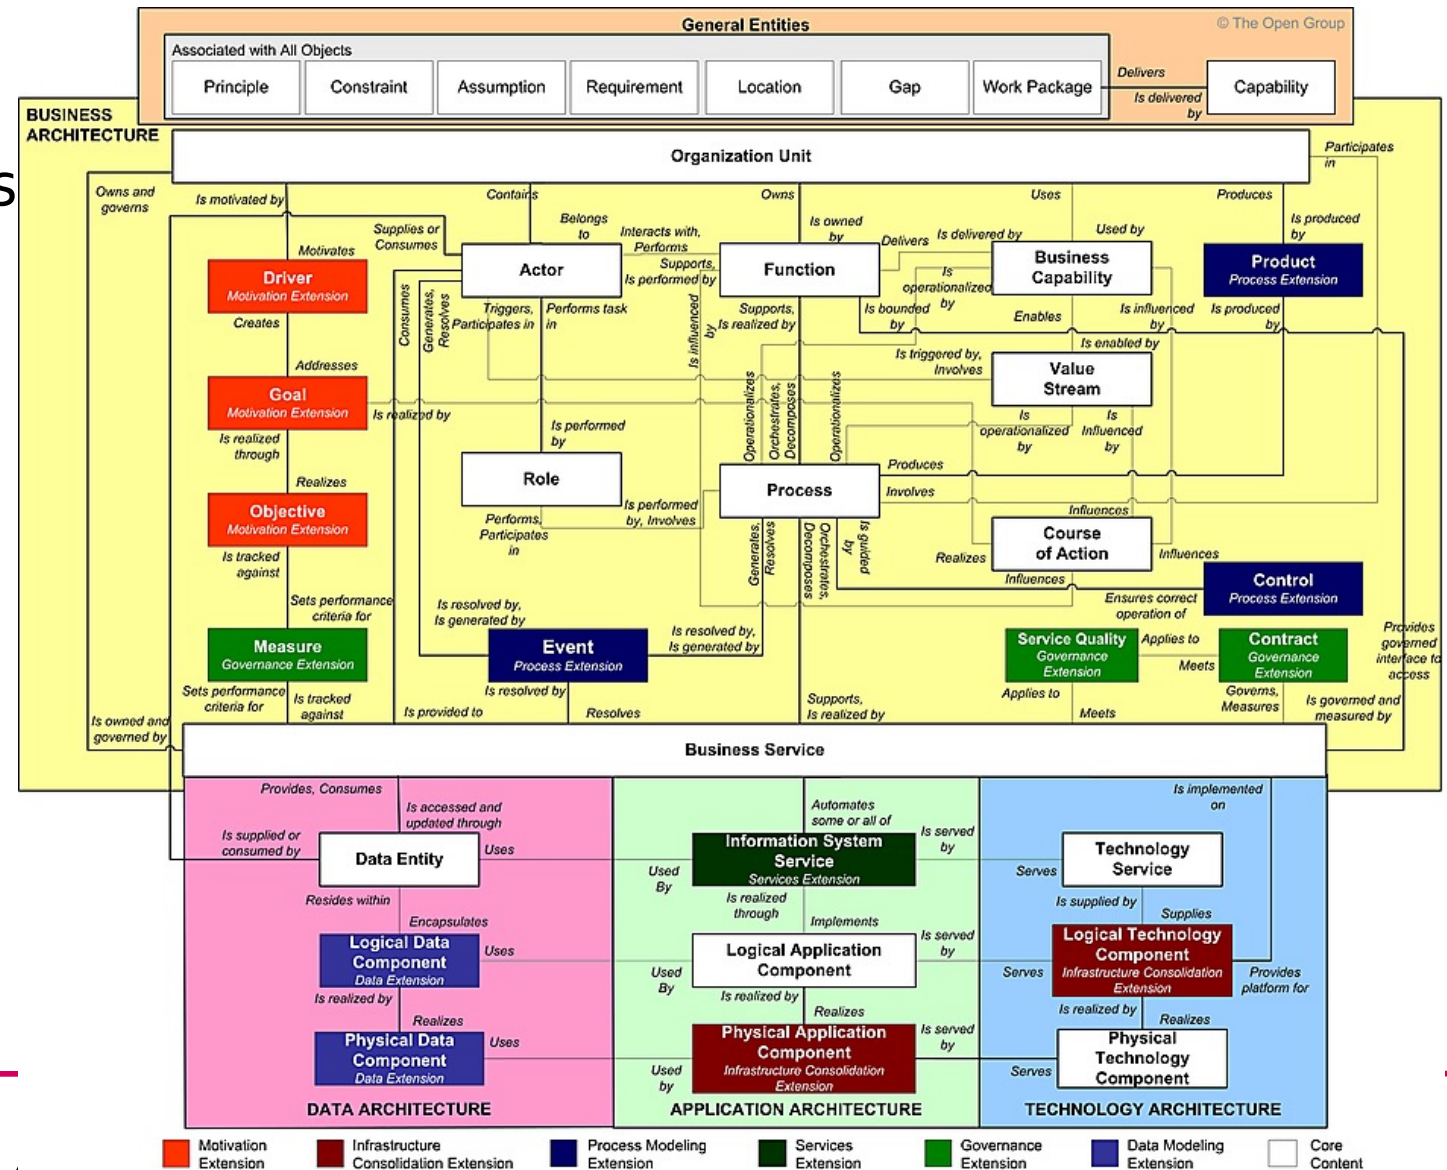 General Entities
© The Open Group
Associated with All Objects
Principle
Constraint
Assumption
Requirement
Location
Gap
Work Package
Delivers
Is delivered
by
Capability
BUSINESS
ARCHITECTURE
s
Organization Unit
Participates
in
Owns and
governs
Is motivated by
Contains
Owns
Uses
Produces
Supplies or
Consumes
Belongs
to
Interacts with,
Performs
Is owned
by
Delivers
Is delivered by
Used by
Is produced
by
Motivates
Driver
Motivation Extension
Creates
Actor
Supports,
Is performed by
Function
Is
operationalized
by
Business
Capability
Product
Process Extension
Consumes
Generates,
Resolves
Triggers,
Participates in
Performs task
in
Is influenced
by
Supports,
Is realized by
Is bounded
by
Enables
Is influenced
by
Is produced
by
Is enabled by
Addresses
Goal
Motivation Extension
Is realized by
Is triggered by,
Involves
Value
Stream
Operationalizes
Orchestrates,
Decomposes
Operationalizes
Is
operationalized
by
Is
Influenced
by
Is realized
through
Realizes
Objective
Motivation Extension
Is tracked
against
Is performed
by
Role
Performs,
Participates
in
Is performed
by, Involves
Process
Produces
Involves
Generates,
Resolves
Decomposes
Orchestrates,
Is guided
by
Influences
Course
of Action
Realizes
Influences
Influences
Control
Process Extension
Ensures correct
operation of
Sets performance
criteria for
Measure
Governance Extension
Sets performance
criteria for
Is tracked
against
Is resolved by,
Is generated by
Event
Process Extension
Is resolved by,
Is generated by
Is resolved by
Resolves
Is provided to
Supports,
Is realized by
Service Quality
Governance
Extension
Applies to
Meets
Contract
Governance
Extension
Applies to
Meets
Governs,
Measures
Provides
governed
interface to
access
Is governed and
measured by
Is owned and
governed by
Business Service
Provides, Consumes
Is accessed and
updated through
Is supplied or
consumed by
Data Entity
Uses
Resides within
Encapsulates
Logical Data
Component
Data Extension
Uses
Is realized by
Realizes
Physical Data
Component
Data Extension
Uses
DATA ARCHITECTURE
Automates
some or all of
Information System
Service
Services Extension
Used
By
Is served
by
Is realized
through
Implements
Logical Application
Component
Used
By
Is served
by
Is realized by
Realizes
Physical Application
Component
Infrastructure Consolidation
Extension
Used
by
Is served
by
APPLICATION ARCHITECTURE
Is implemented
on
Technology
Service
Serves
Is supplied by
Supplies
Logical Technology
Component
Infrastructure Consolidation
Extension
Serves
Provides
platform for
Is realized by
Realizes
Physical
Technology
Component
Serves
TECHNOLOGY ARCHITECTURE
Motivation
Extension
Infrastructure
Consolidation Extension
Process Modeling
Extension
Services
Extension
Governance
Extension
Data Modeling
Extension
Core
Content